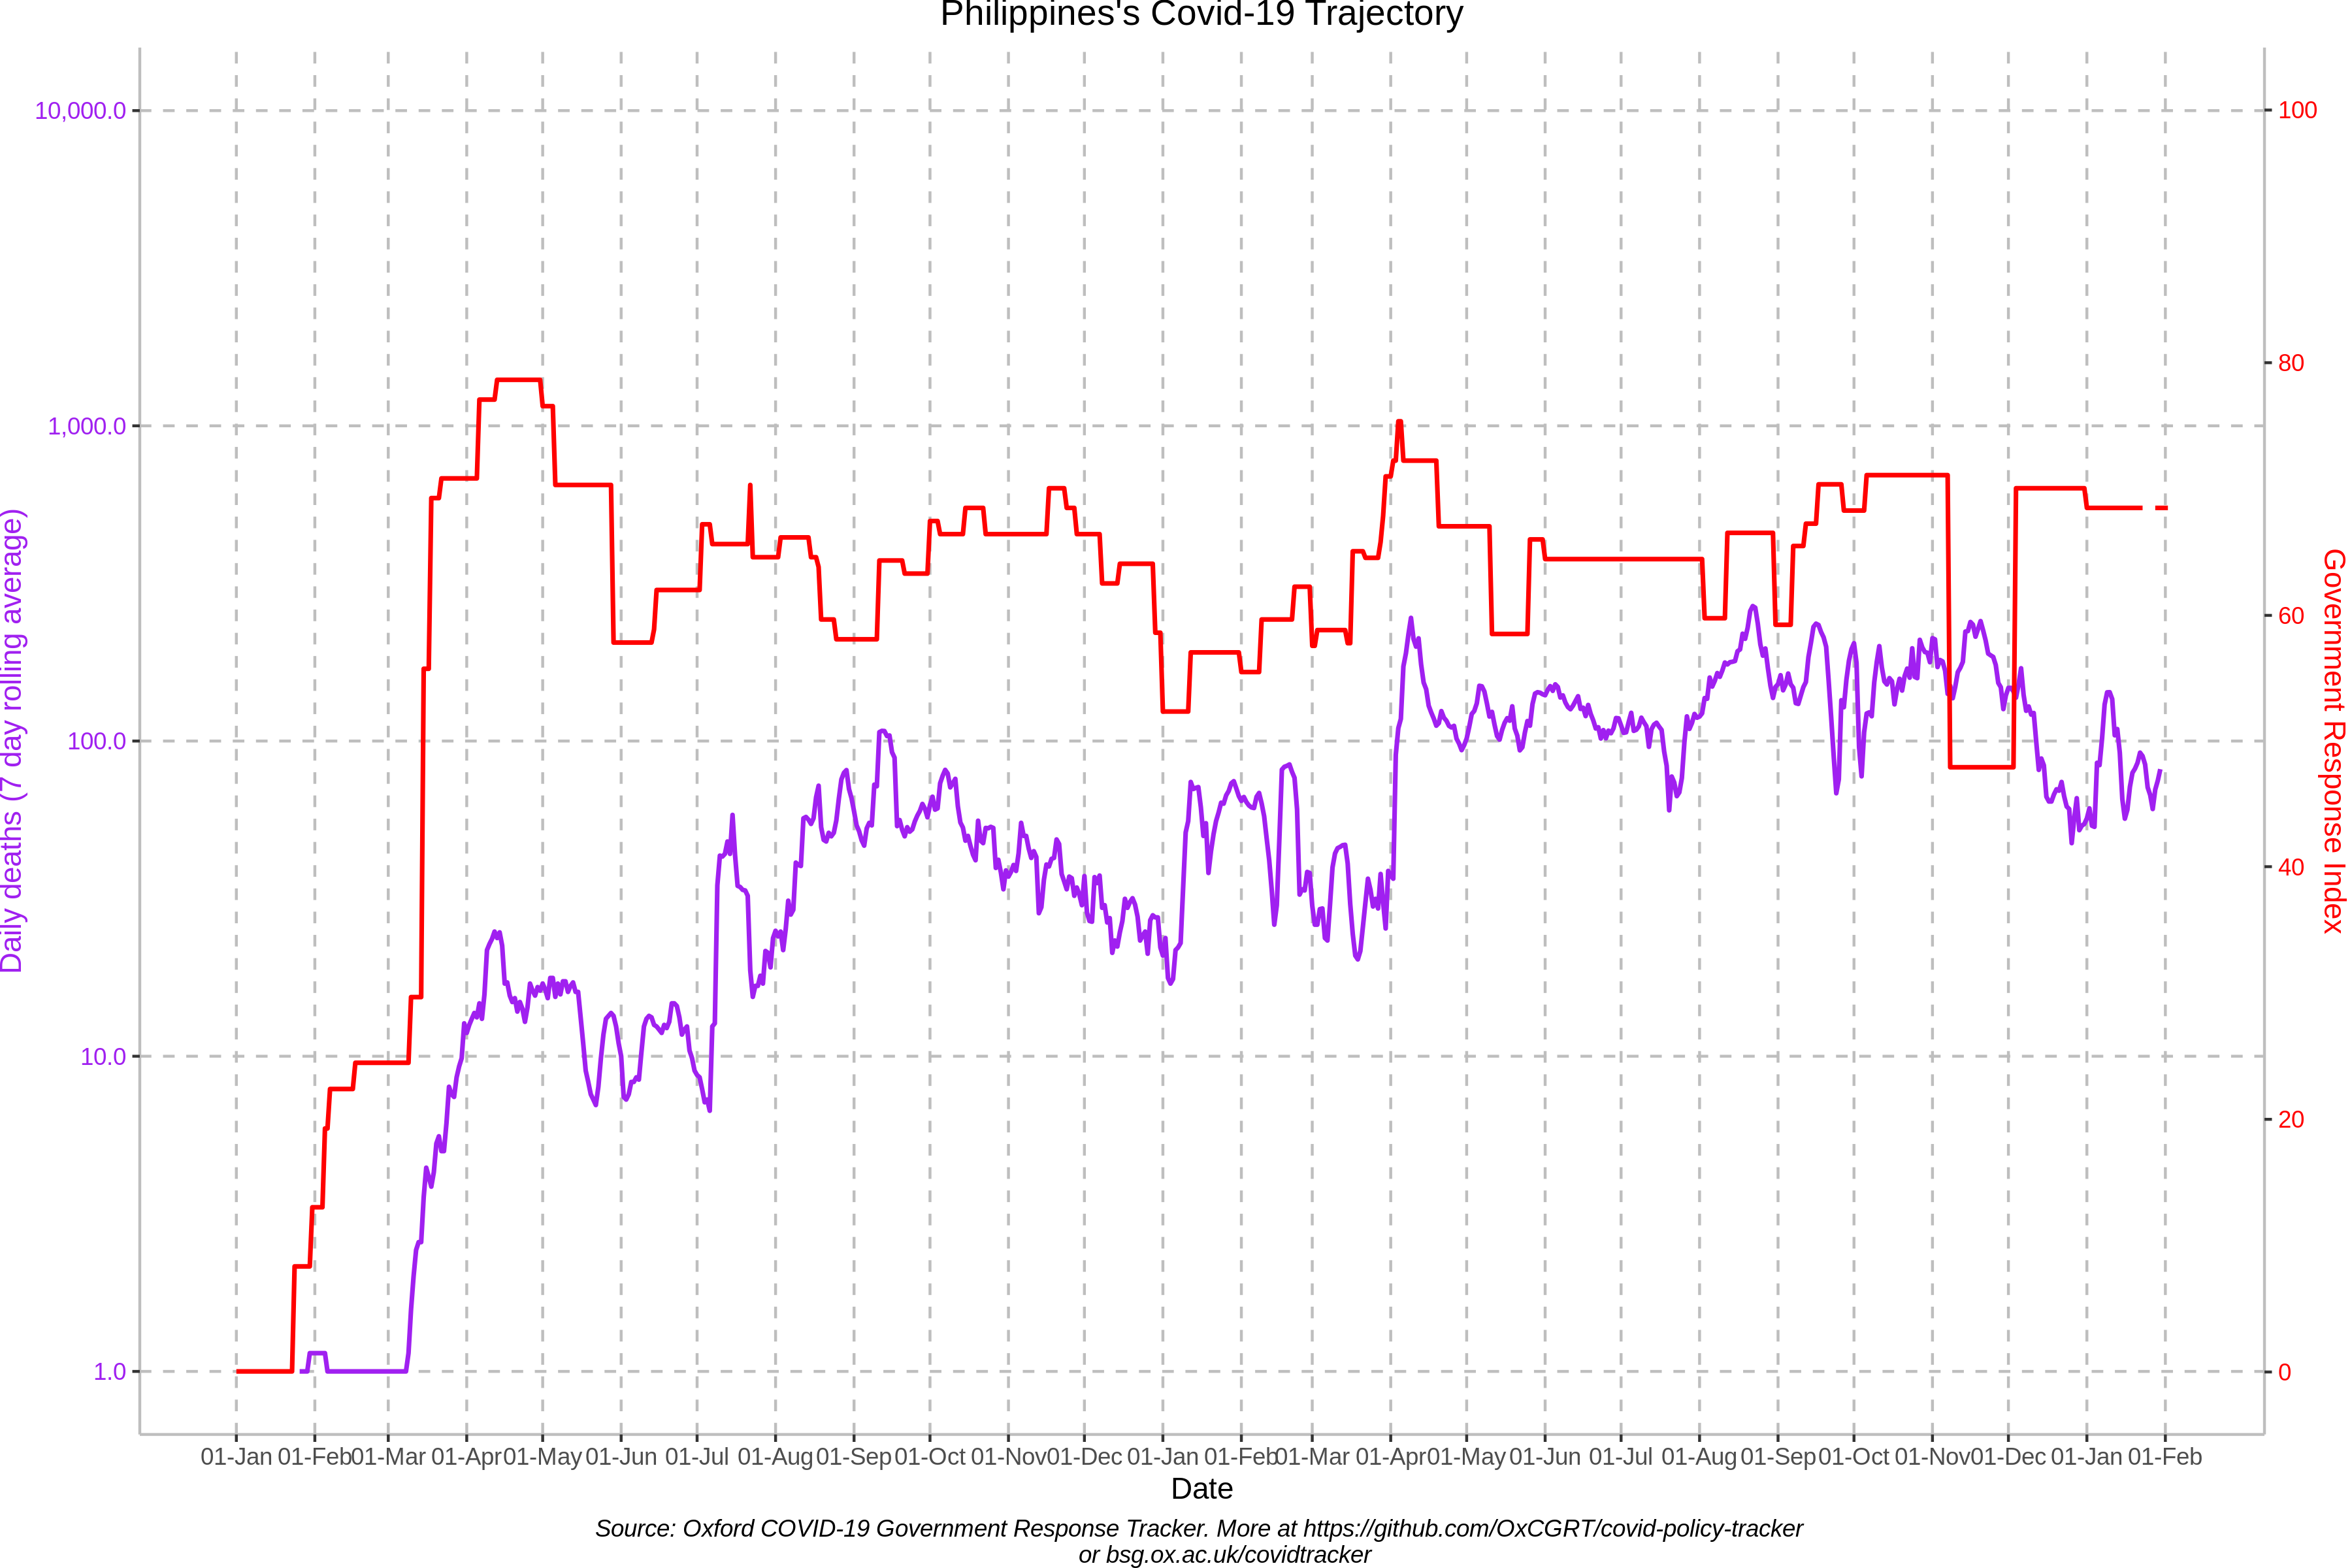 Philippines's Covid-19 Trajectory
10,000.0
1,000.0
100.0
10.0
1.0
Daily deaths (7 day rolling average)
100
80
60
40
20
0
Government Response Index
01-Jan 01-Feb 01-Mar 01-Apr 01-May 01-Jun 01-Jul 01-Aug 01-Sep 01-Oct 01-Nov 01-Dec 01-Jan 01-Feb 01-Mar 01-Apr 01-May 01-Jun 01-Jul 01-Aug 01-Sep 01-Oct 01-Nov 01-Dec 01-Jan 01-Feb
Date
Source: Oxford COVID-19 Government Response Tracker. More at https://github.com/OxCGRT/covid-policy-tracker
or bsg.ox.ac.uk/covidtracker